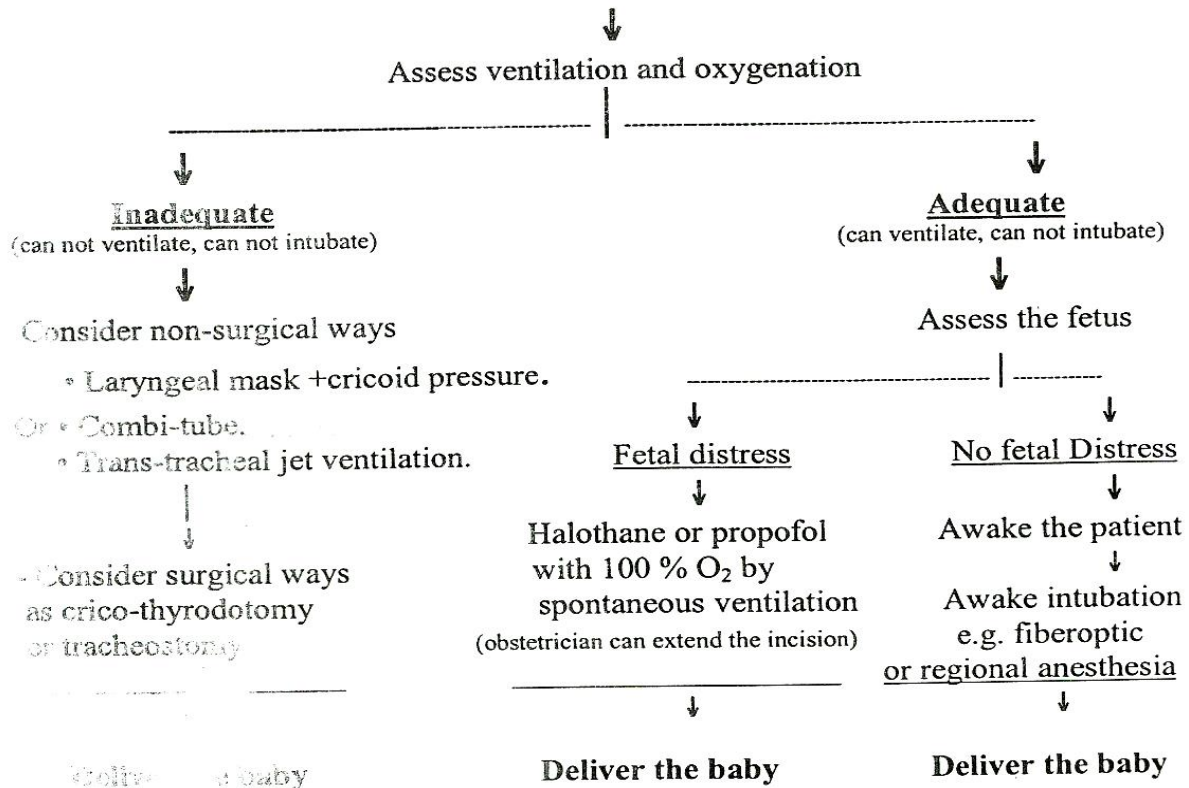 Assess ventilation and oxygenation
Inadequate
(can not ventilate, can not intubate)
Consider non-surgical ways
• Laryngeal mask +cricoid pressure.
Or • Combi-tube.
• Trans-tracheal jet ventilation.
- Consider surgical ways
as crico-thyrodotomy
or tracheostomy
baby
Adequate
(can ventilate, can not intubate)
Assess the fetus
Fetal distress
Halothane or propofol
with 100 % O₂ by
spontaneous ventilation
(obstetrician can extend the incision)
Deliver the baby
No fetal Distress
Awake the patient
Awake intubation
e.g. fiberoptic
or regional anesthesia
Deliver the baby